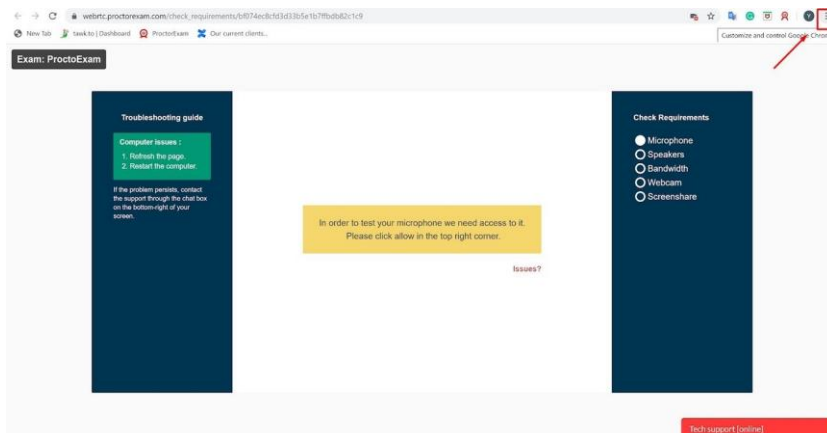 webrtc.proctorexam.com/check_requirements/bf074ec8cfd3d33b5e1b7ffbdb82c1c9
New Tab
tawk.to | Dashboard
ProctorExam
Our current clients...
Customize and control Google Chrom
Exam: ProctoExam
Troubleshooting guide
Computer issues :
1. Refresh the page.
2. Restart the computer.
If the problem persists, contact
the support through the chat box
on the bottom-right of your
screen.
In order to test your microphone we need access to it.
Please click allow in the top right corner.
Issues?
Check Requirements
Microphone
Speakers
Bandwidth
Webcam
Screenshare
Tech support [online]